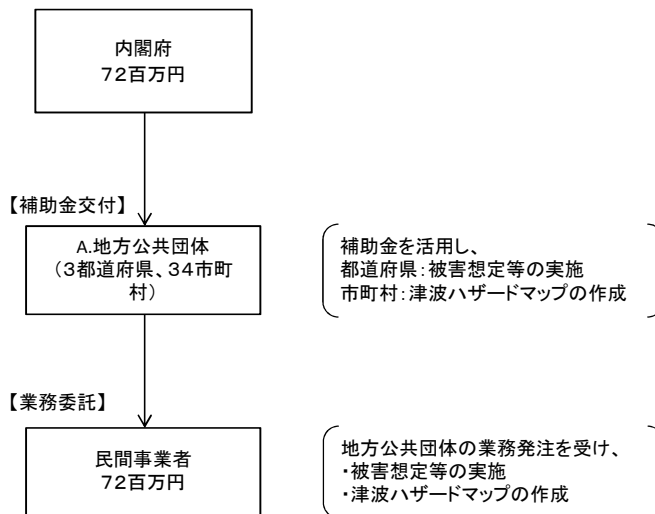 内閣府
72百万円
【補助金交付】
A.地方公共団体
（3都道府県、34市町
村）
補助金を活用し、
都道府県：被害想定等の実施
市町村：津波ハザードマップの作成
【業務委託】
民間事業者
72百万円
地方公共団体の業務発注を受け、
・被害想定等の実施
・津波ハザードマップの作成